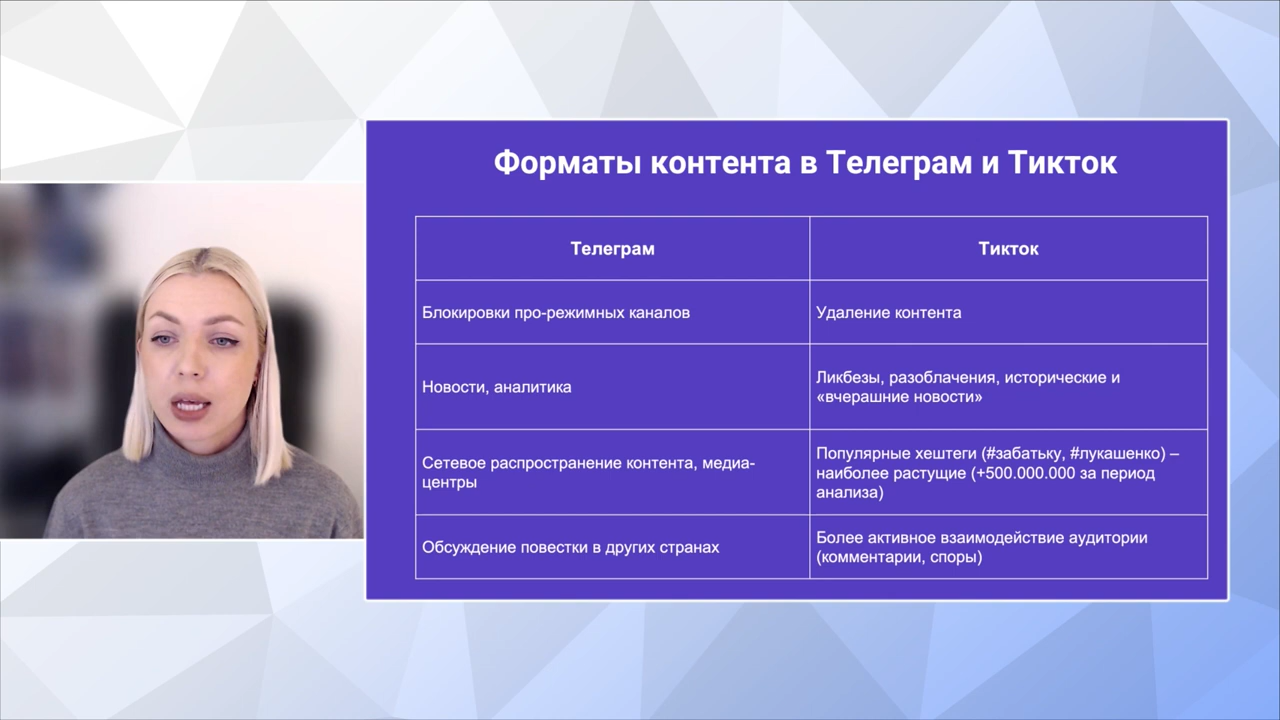 Форматы контента в Телеграм и Тикток
Телеграм
Тикток
Блокировки про-режимных каналов
Удаление контента
Новости, аналитика
Ликбезы, разоблачения, исторические и
«вчерашние новости»
Сетевое распространение контента, медиа-
центры
Популярные хештеги (#забатьку, #лукашенко) –
наиболее растущие (+500.000.000 за период
анализа)
Обсуждение повестки в других странах
Более активное взаимодействие аудитории
(комментарии, споры)